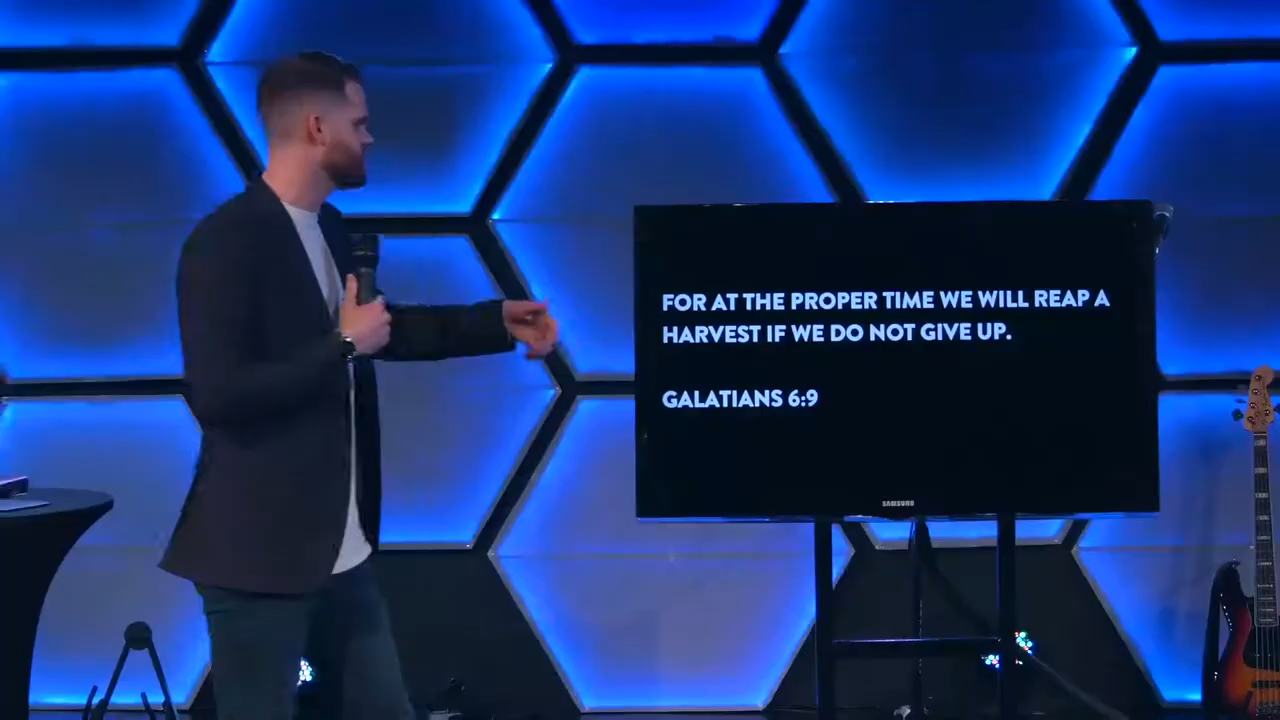 FOR AT THE PROPER TIME WE WILL REAP A
HARVEST IF WE DO NOT GIVE UP.
GALATIANS 6:9
SAMSUNG